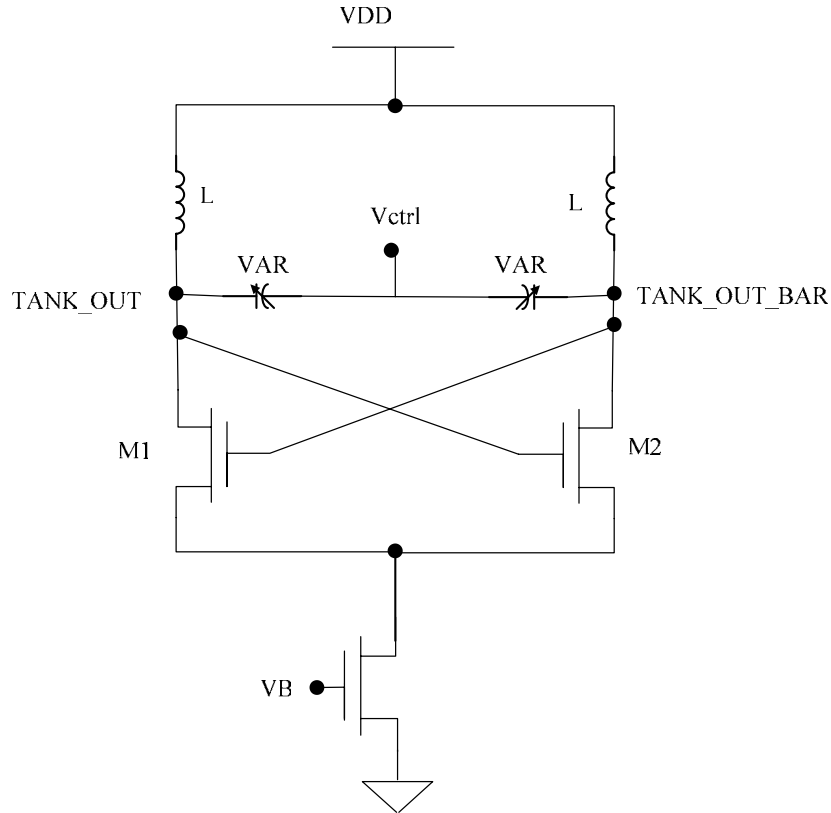 VDD
L
L
Vctrl
VAR
VAR
TANK_OUT
TANK_OUT_BAR
M1
M2
VB